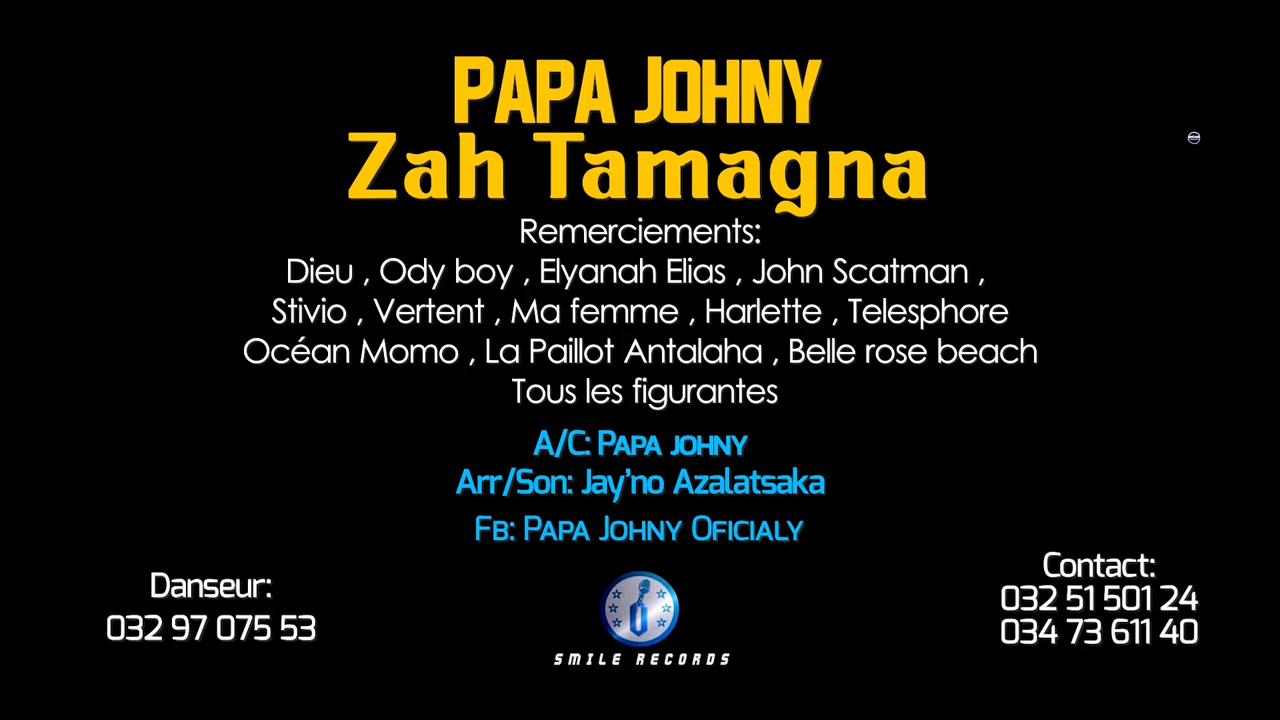 PAPA JOHNY
Zah Tamagna
Remerciements:
Dieu , Ody boy , Elyanah Elias , John Scatman ,
Stivio , Vertent , Ma femme , Harlette , Telesphore
Océan Momo , La Paillot Antalaha , Belle rose beach
Tous les figurantes
A/C: PAPA JOHNY
Arr/Son: Jay'no Azalatsaka
FB: PAPA JOHNY OFICIALY
Danseur:
032 97 075 53
Contact:
032 51 501 24
034 73 611 40
SMILE RECORDS